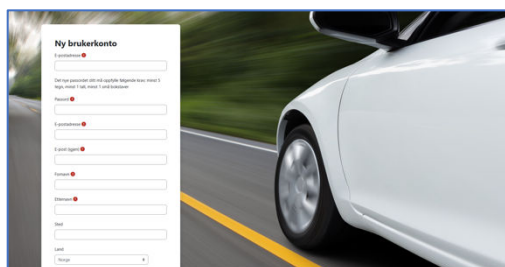 Ny brukerkonto
E-postadresse
Det nye passordet ditt må oppfylle følgende krav: minst 5
tegn, minst 1 tall, minst 1 små bokstaver
Passord
E-postadresse
E-post (igjen)
Fornavn
Etternavn
Sted
Land
Norge